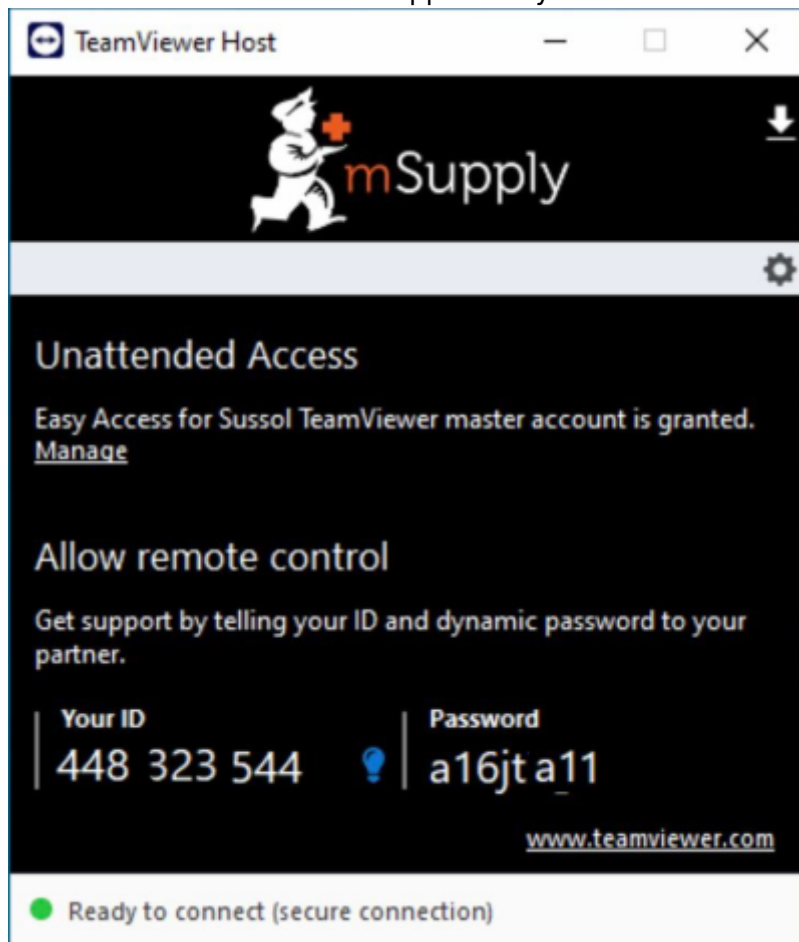 TeamViewer Host
mSupply
Unattended Access
Easy Access for Sussol TeamViewer master account is granted.
Manage
Allow remote control
Get support by telling your ID and dynamic password to your
partner.
Your ID
448 323 544
Password
a16jt a11
www.teamviewer.com
Ready to connect (secure connection)